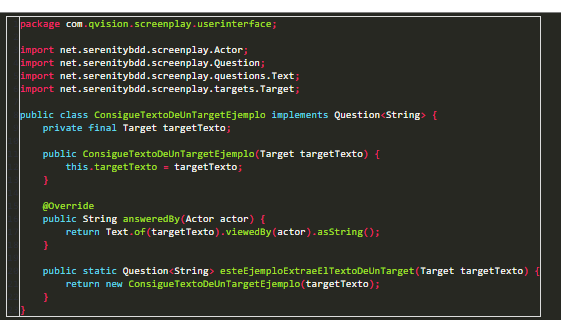 package com.qvision.screenplay.userinterface;
import net.serenitybdd.screenplay.Actor;
import net.serenitybdd.screenplay.Question;
import net.serenitybdd.screenplay.questions.Text;
import net.serenitybdd.screenplay.targets.Target;
public class ConsigueTextoDeUnTargetEjemplo implements Question<String> {
private final Target targetTexto;
public ConsigueTextoDeUnTargetEjemplo(Target targetTexto) {
this.targetTexto = targetTexto;
}
@Override
public String answeredBy(Actor actor) {
return Text.of(targetTexto).viewedBy(actor).asString();
}
public static Question<String> esteEjemploExtraeElTextoDeUnTarget(Target targetTexto) {
return new ConsigueTextoDeUnTargetEjemplo(targetTexto);
}
}